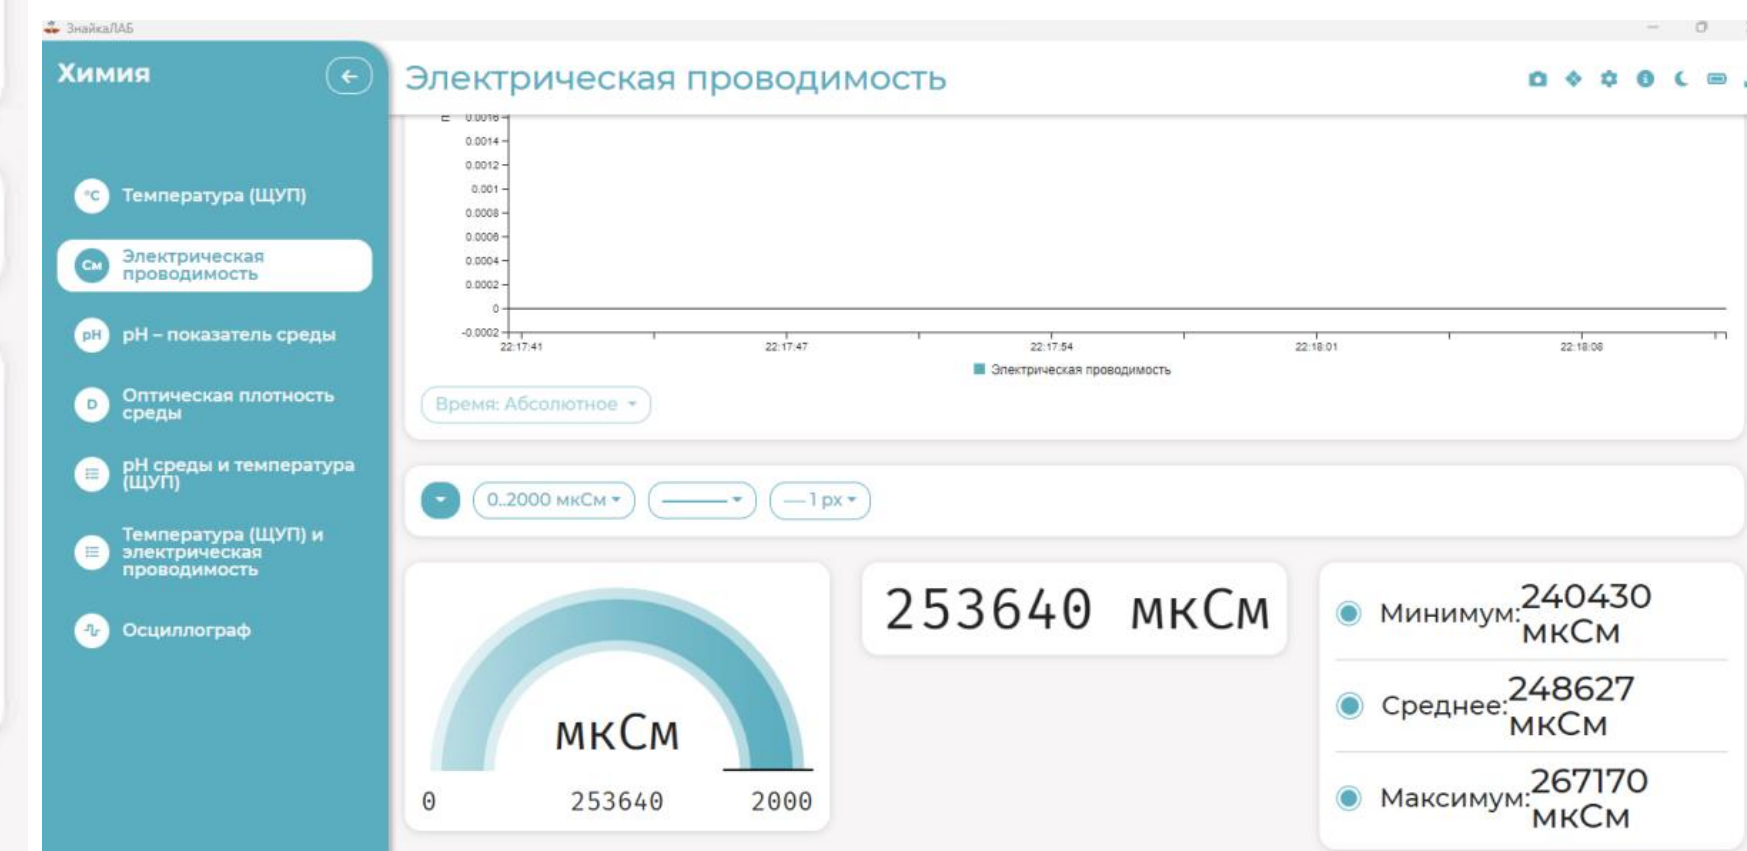 ЗнайкаЛАБ
Химия
Электрическая проводимость
°C
Температура (ЩУП)
См
Электрическая
проводимость
pH
pH – показатель среды
D
Оптическая плотность
среды
pH среды и температура
(ЩУП)
Температура (ЩУП) и
электрическая
проводимость
Осциллограф
0.0016
0.0014
0.0012
0.001
0.0008
0.0006
0.0004
0.0002
0
-0.0002
22:17:41
22:17:47
22:17:54
22:18:01
22:18:08
Электрическая проводимость
Время: Абсолютное
0..2000 мкСм
1 px
мкСм
0
253640
2000
253640 мкСм
Минимум: 240430
мкСм
Среднее: 248627
мкСм
Максимум: 267170
мкСм